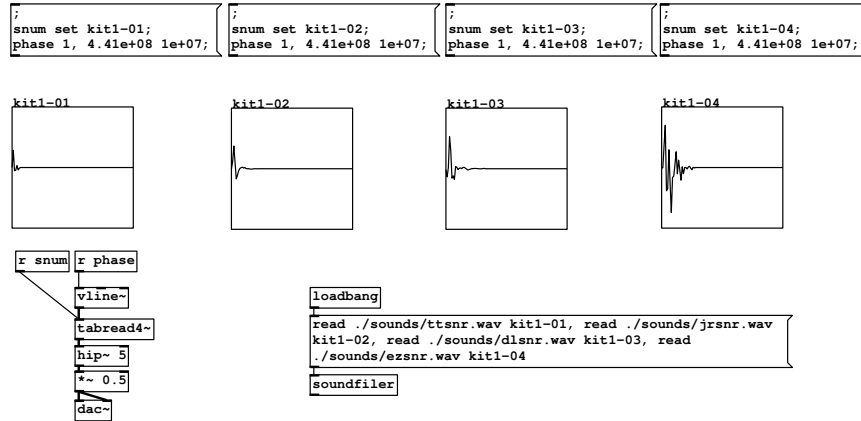 ;
snum set kit1-01;
phase 1, 4.41e+08 1e+07;
;
snum set kit1-02;
phase 1, 4.41e+08 1e+07;
;
snum set kit1-03;
phase 1, 4.41e+08 1e+07;
;
snum set kit1-04;
phase 1, 4.41e+08 1e+07;
kit1-01
kit1-02
kit1-03
kit1-04
r snum
r phase
vline~
tabread4~
hip~ 5
*~ 0.5
dac~
loadbang
read ./sounds/ttsnr.wav kit1-01, read ./sounds/jrsnr.wav
kit1-02, read ./sounds/dlsnr.wav kit1-03, read
./sounds/ezsnr.wav kit1-04
soundfiler